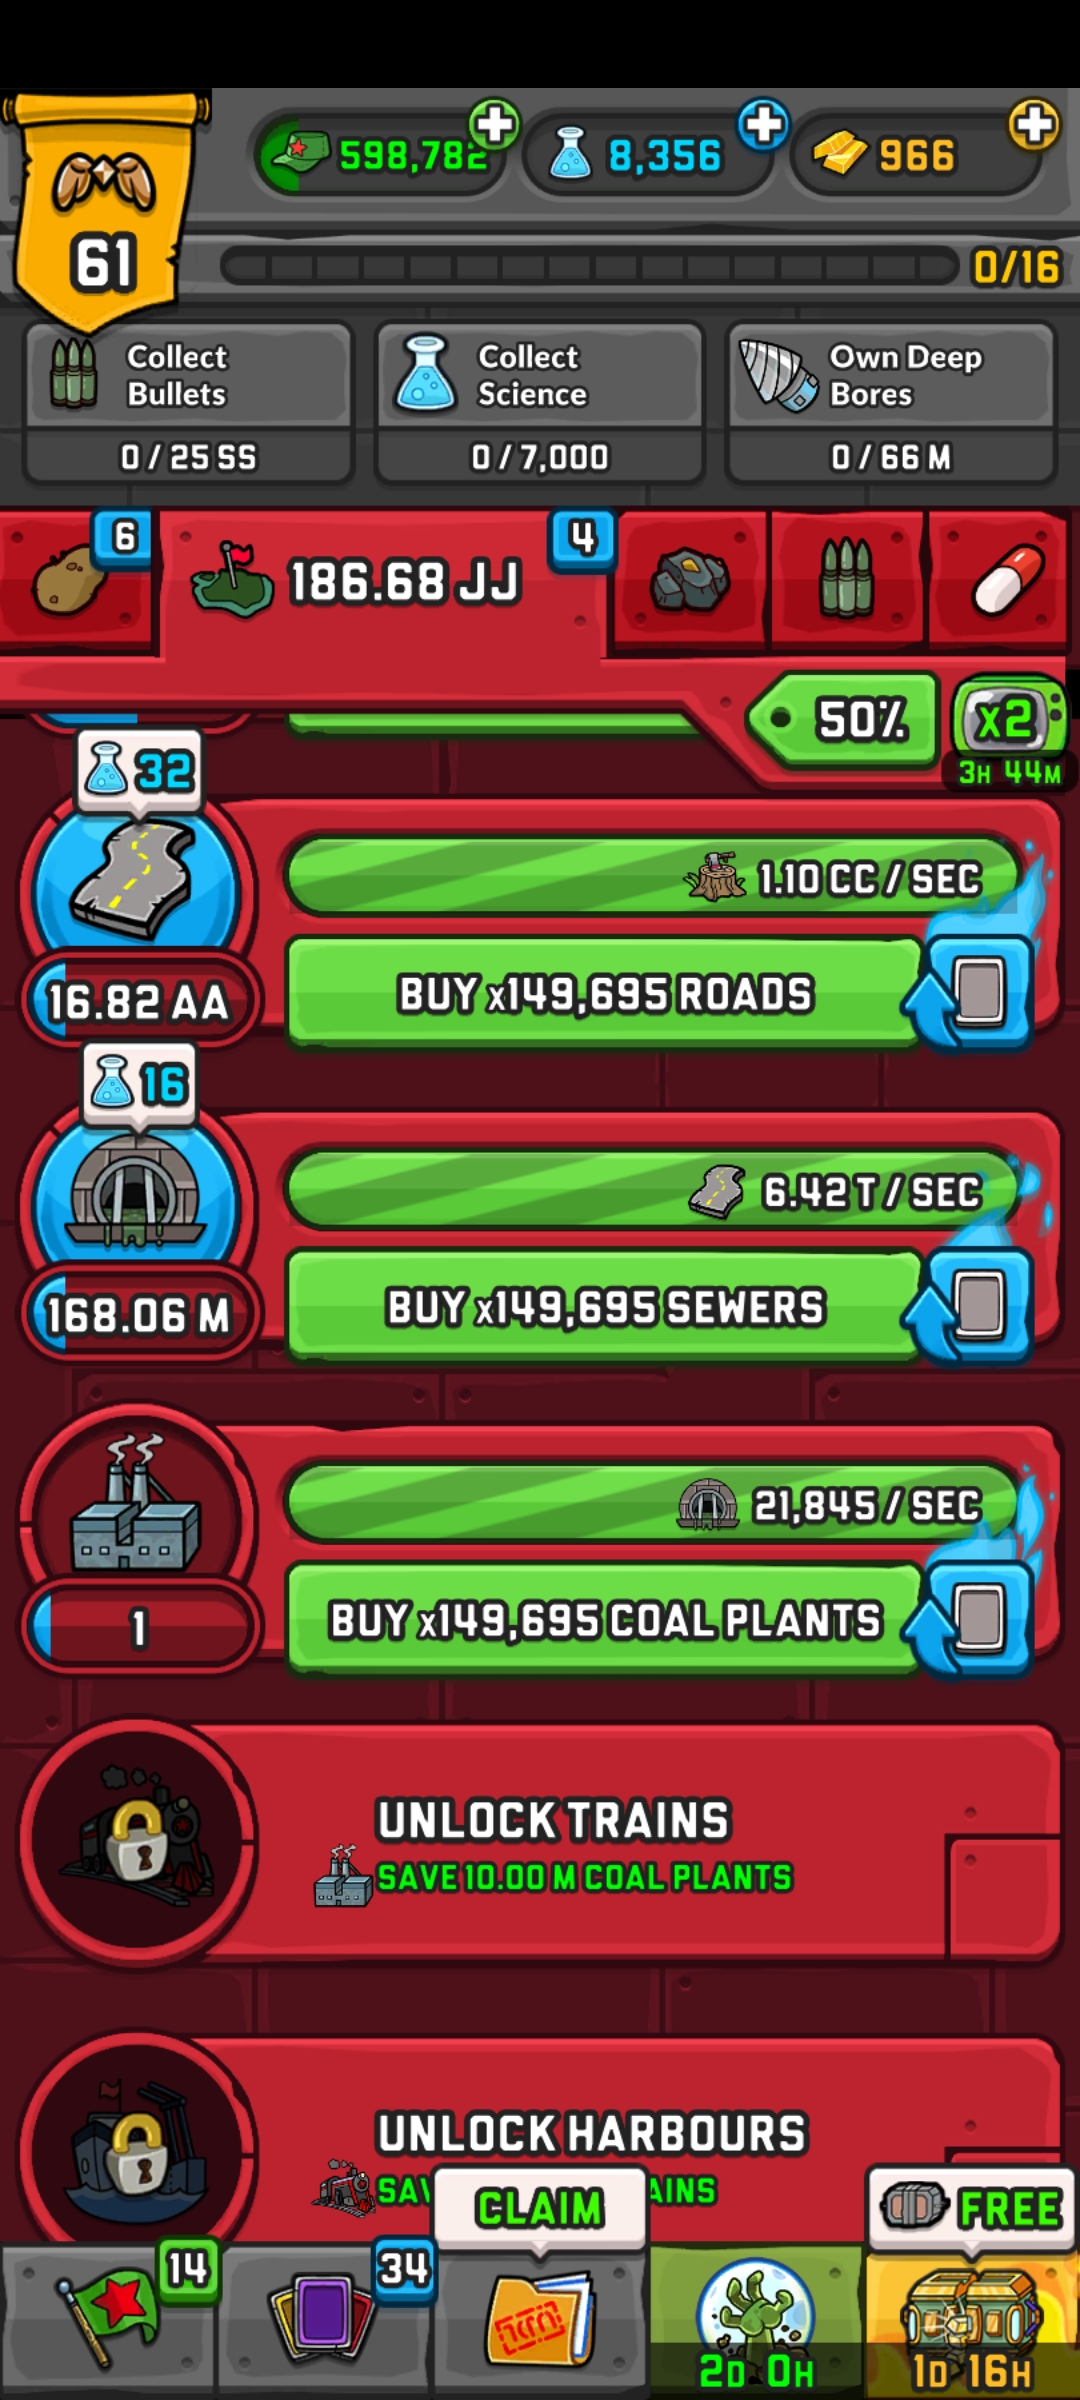 598,782
8,356
966
61
0/16
Collect
Bullets
Collect
Science
Own Deep
Bores
0 / 25 SS
0 / 7,000
0 / 66 M
6
186.68 JJ
4
50%
x2
3H 44M
32
1.10 CC / SEC
16.82 AA
BUY x149,695 ROADS
16
6.42 T / SEC
168.06 M
BUY x149,695 SEWERS
21,845 / SEC
1
BUY x149,695 COAL PLANTS
UNLOCK TRAINS
SAVE 10.00 M COAL PLANTS
UNLOCK HARBOURS
CLAIM
FREE
14
34
2D 0H
1D 16H